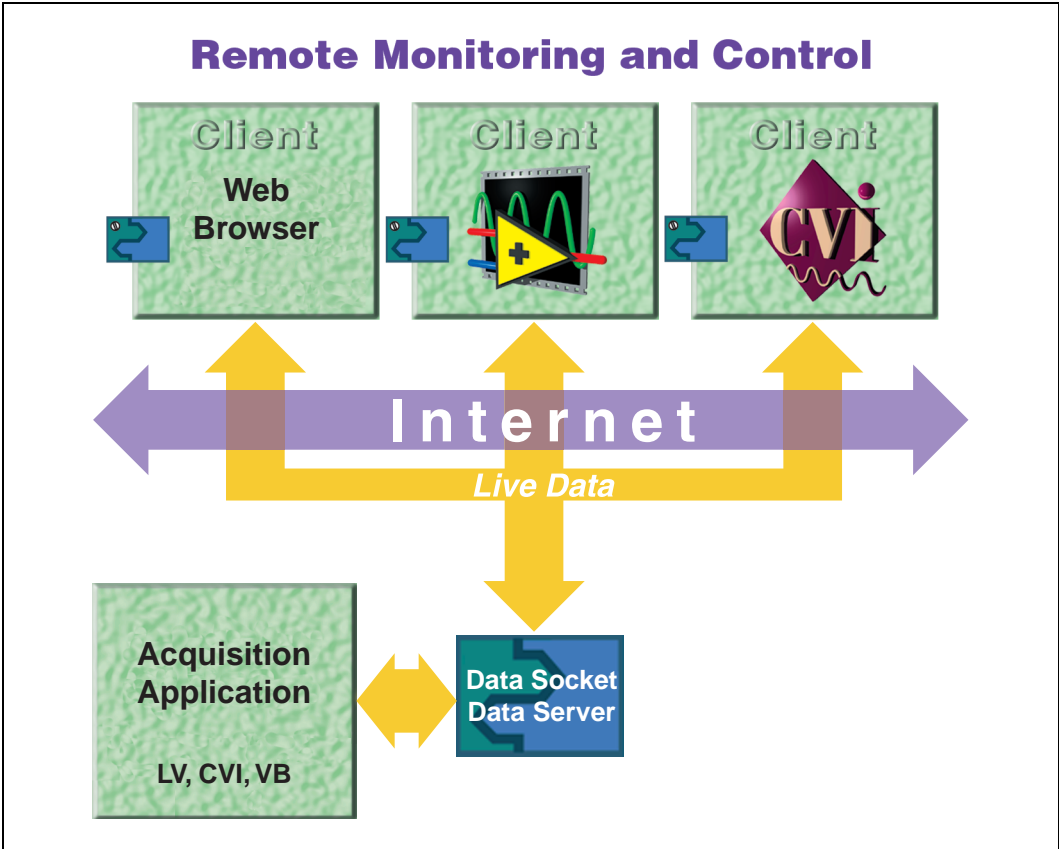 Remote Monitoring and Control
Client
Web
Browser
Client
Client
CVI
Internet
Live Data
Acquisition
Application
LV, CVI, VB
Data Socket
Data Server